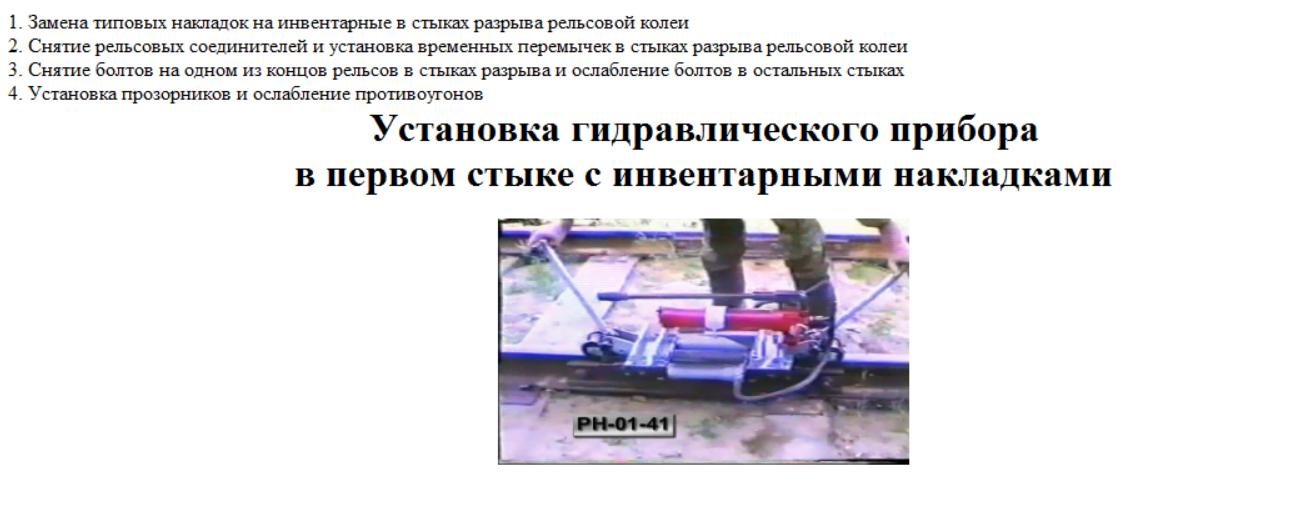 1. Замена типовых накладок на инвентарные в стыках разрыва рельсовой колеи
2. Снятие рельсовых соединителей и установка временных перемычек в стыках разрыва рельсовой колеи
3. Снятие болтов на одном из концов рельсов в стыках разрыва и ослабление болтов в остальных стыках
4. Установка прозорников и ослабление противоугонов
Установка гидравлического прибора
в первом стыке с инвентарными накладками
РН-01-41